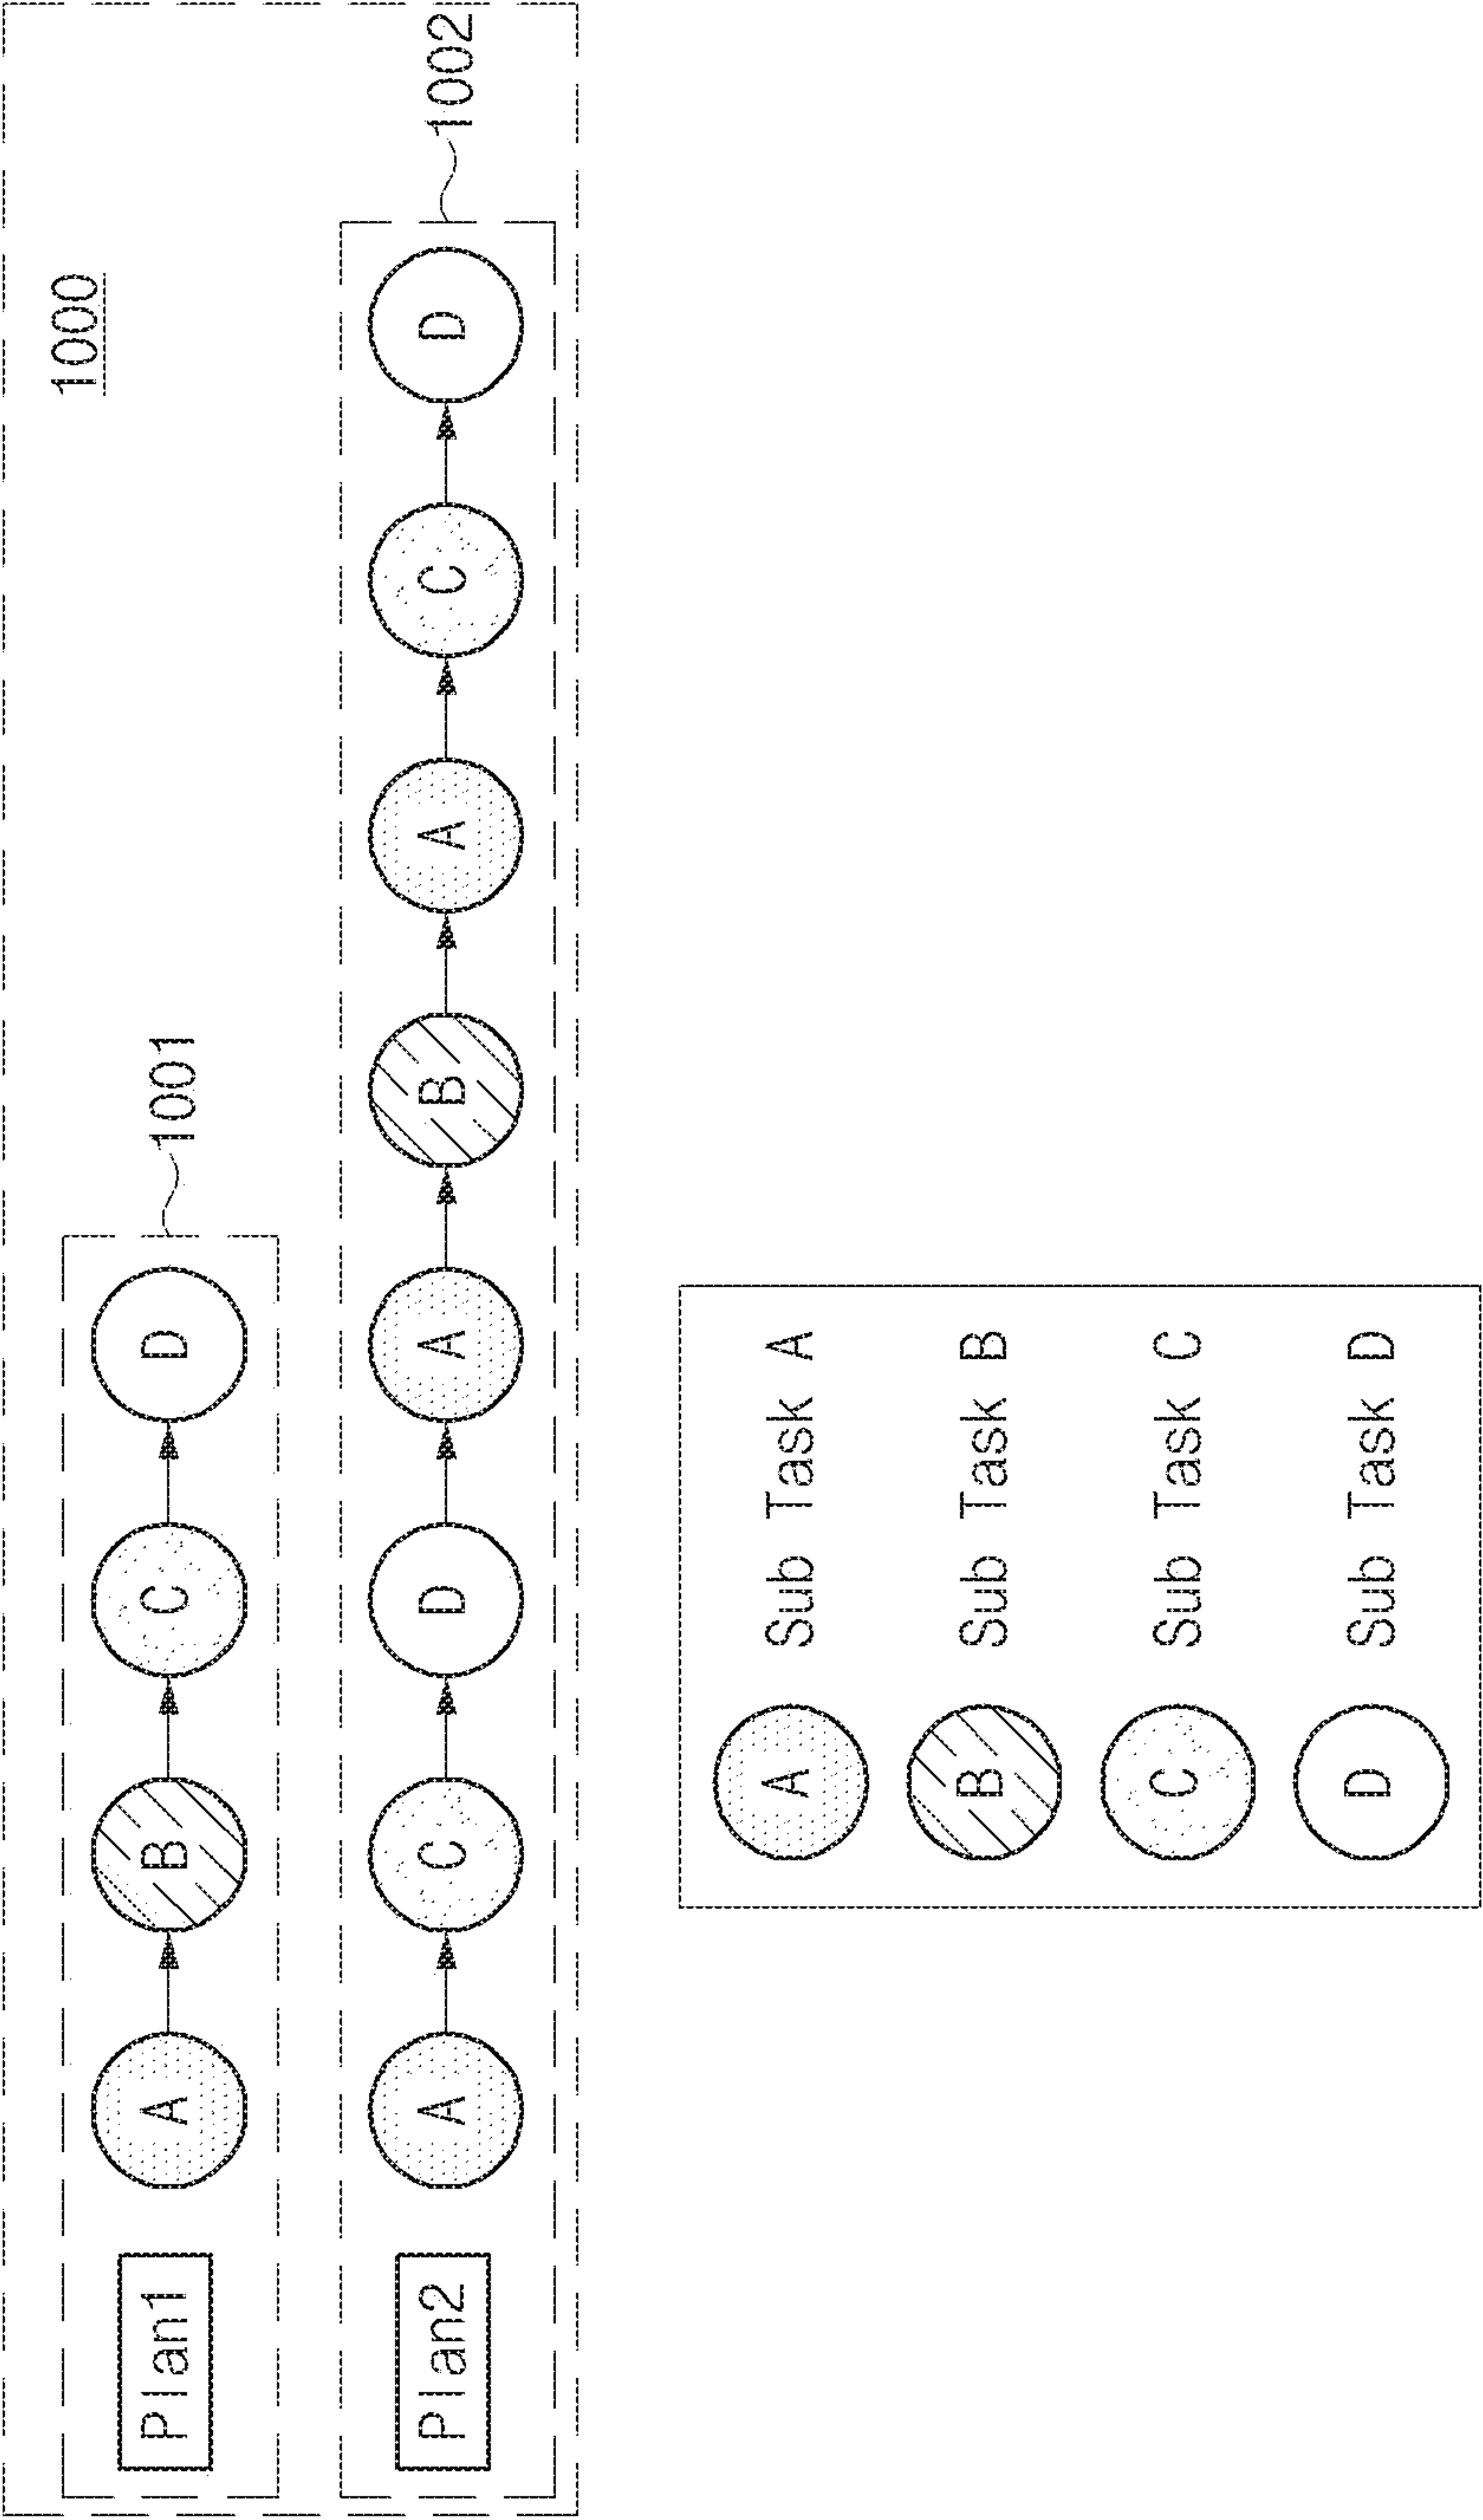 1000
Plan1 A B C D 1001
Plan2 A C D A B A C D 1002
A Sub Task A
B Sub Task B
C Sub Task C
D Sub Task D